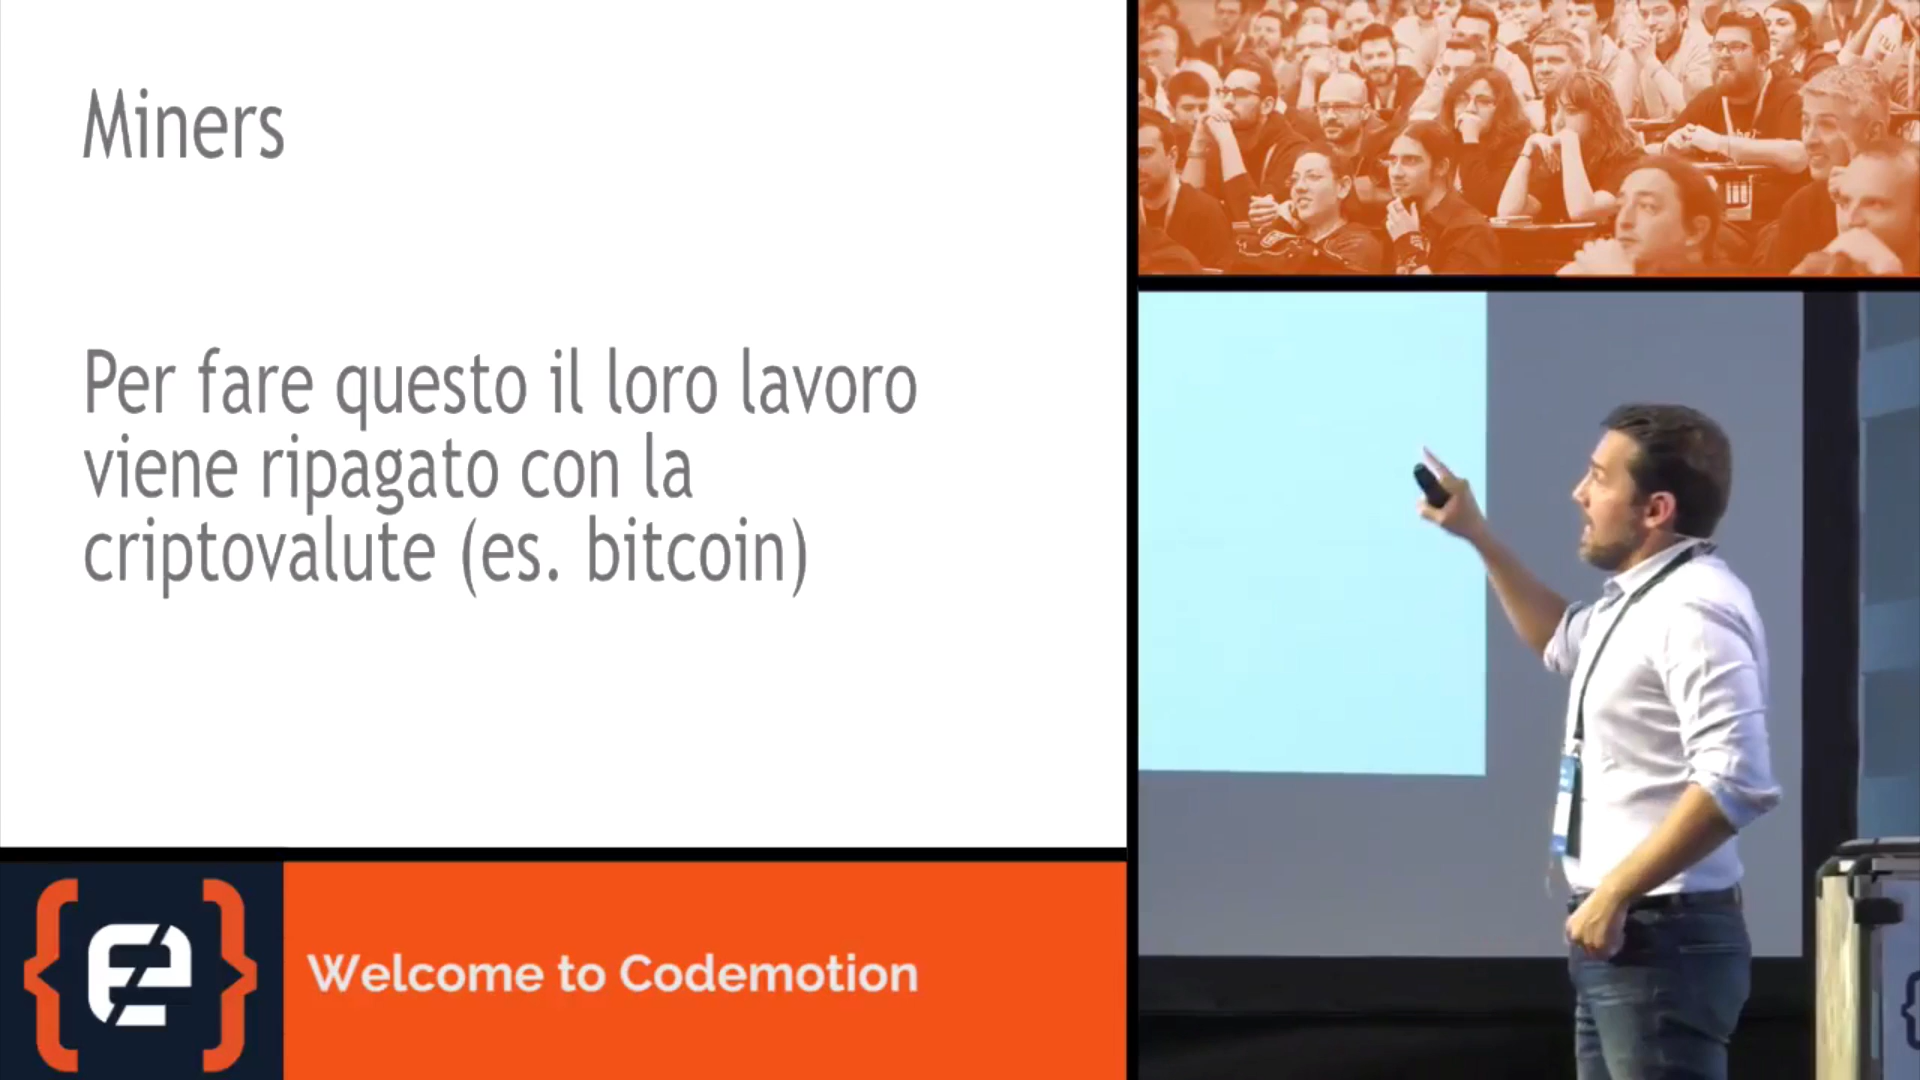 Miners
Per fare questo il loro lavoro
viene ripagato con la
criptovalute (es. bitcoin)
Welcome to Codemotion